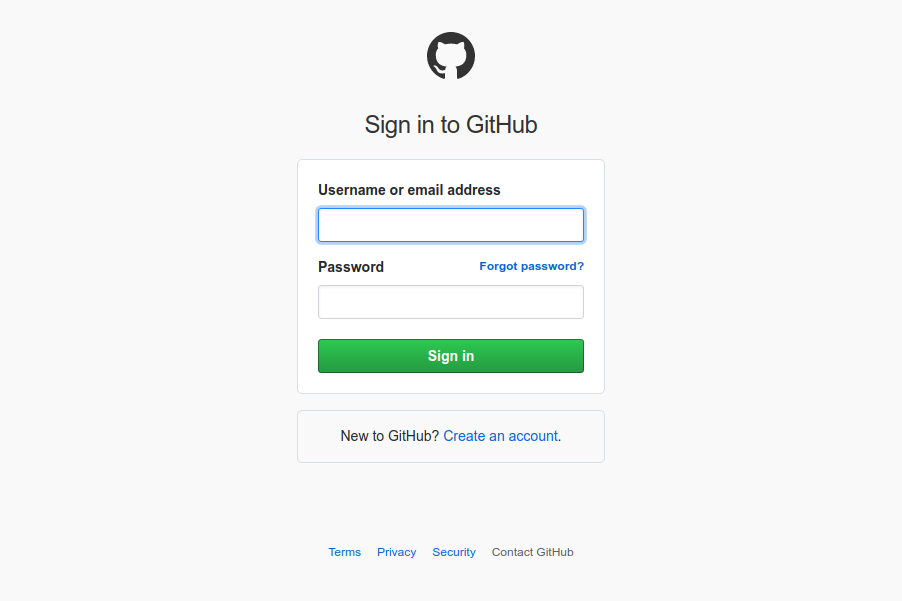 Sign in to GitHub
Username or email address
Password Forgot password?
Sign in
New to GitHub? Create an account.
Terms Privacy Security Contact GitHub